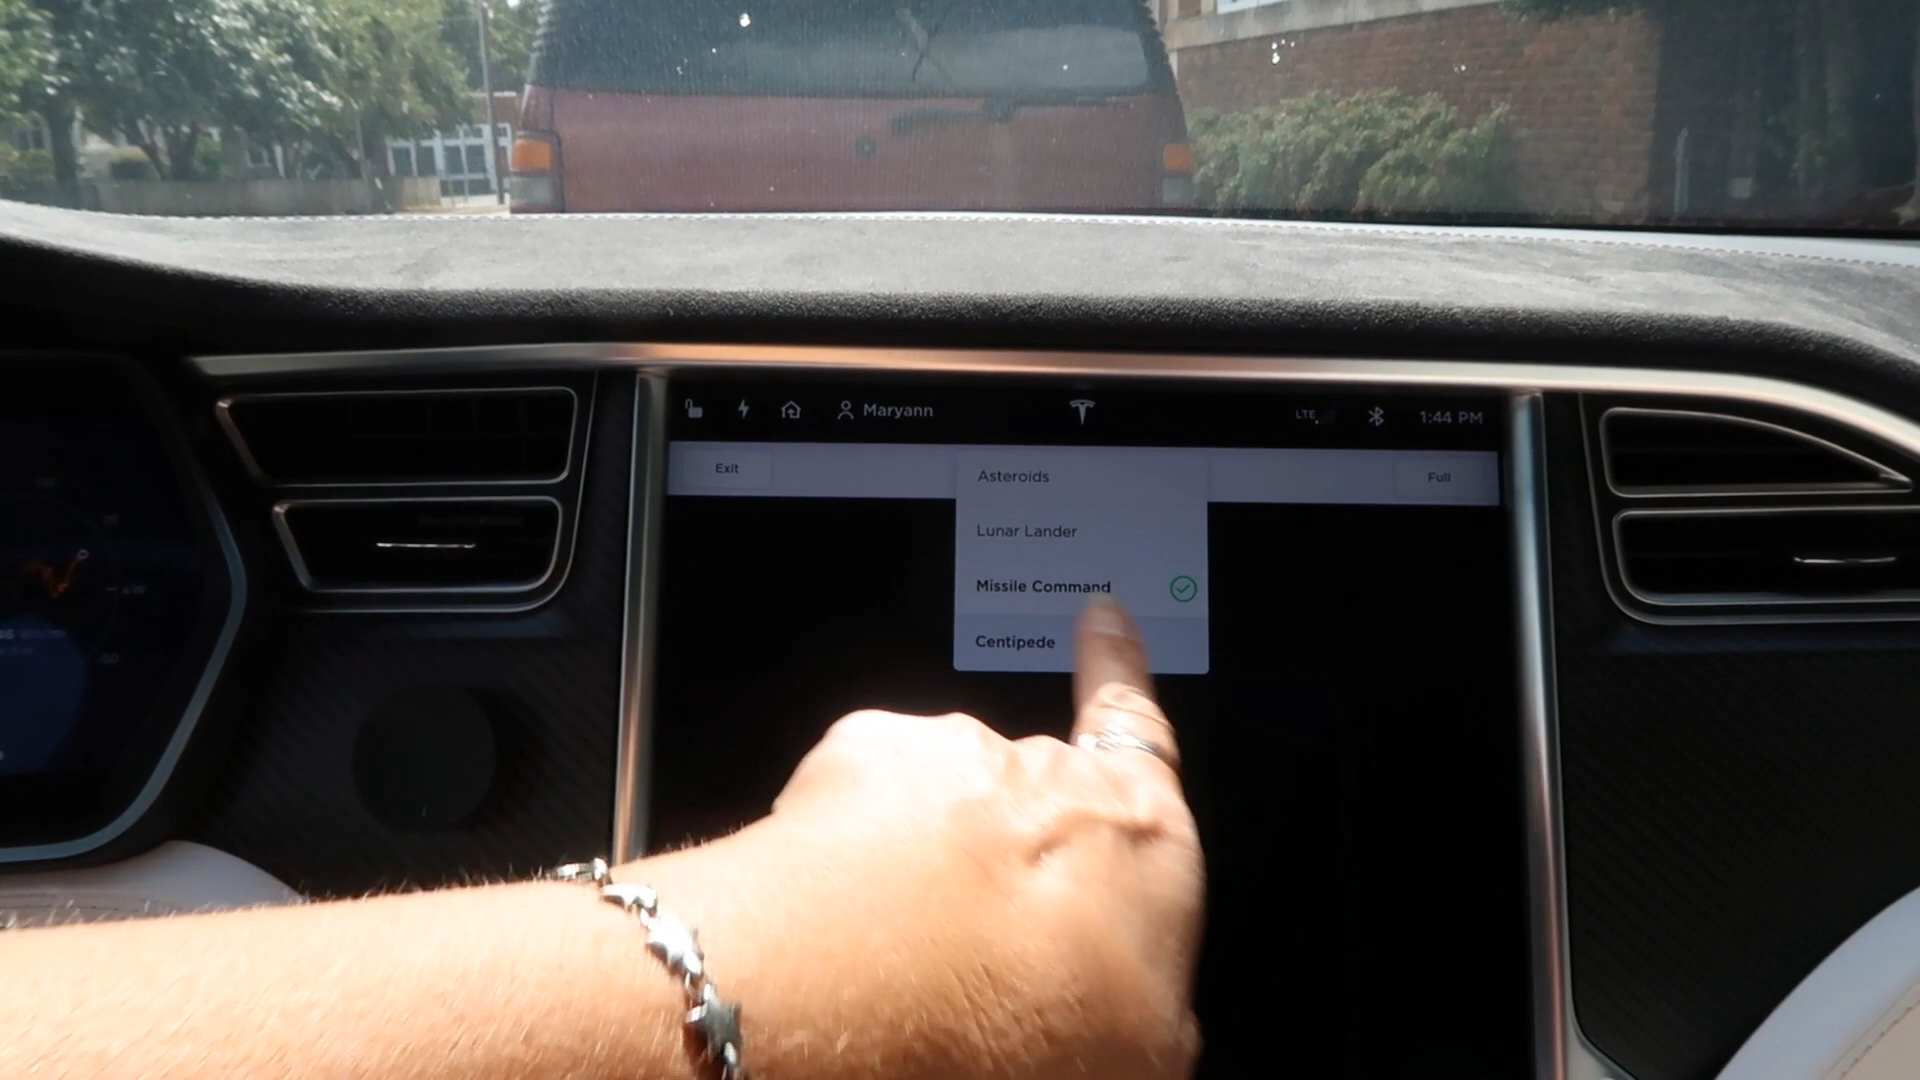 Maryann
LTE
1:44 PM
Exit
Full
Asteroids
Lunar Lander
Missile Command
Centipede